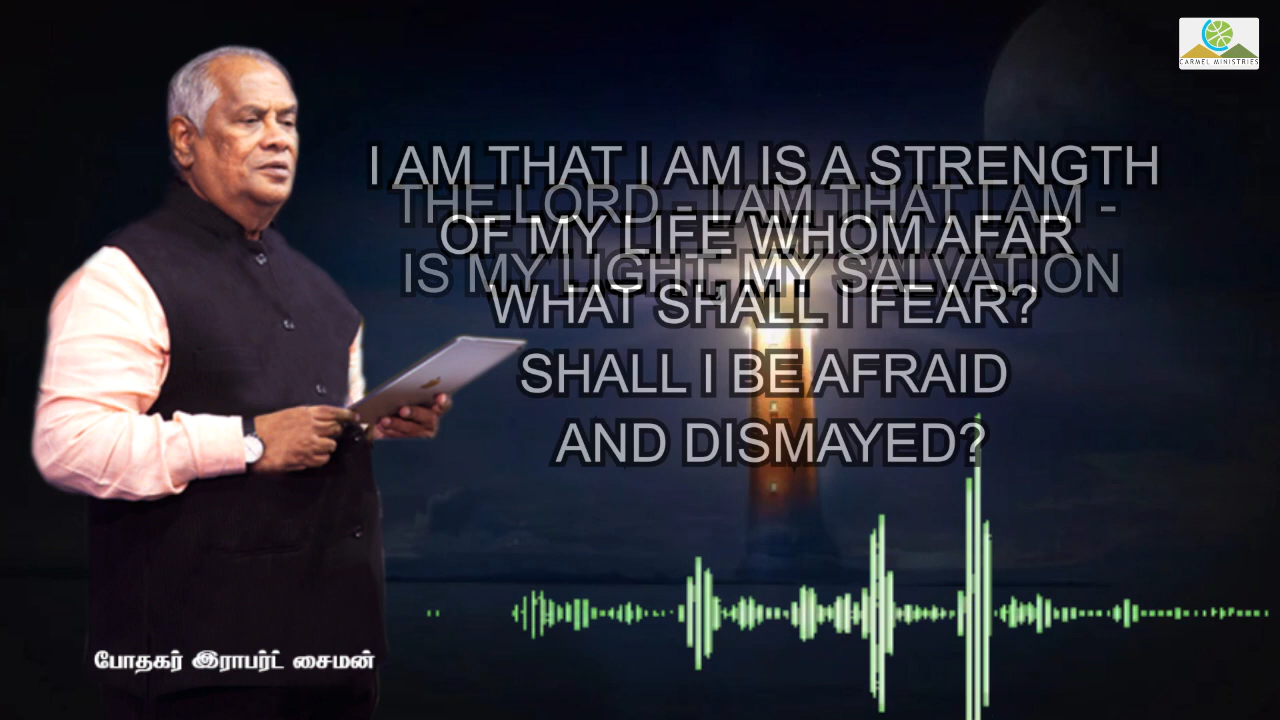 CARMEL MINISTRIES
I AM THAT I AM IS A STRENGTH
THE LORD - I AM THAT I AM -
OF MY LIFE WHOM AFAR
IS MY LIGHT, MY SALVATION
WHAT SHALL I FEAR?
SHALL I BE AFRAID
AND DISMAYED?
போதகர் இராபர்ட் சைமன்